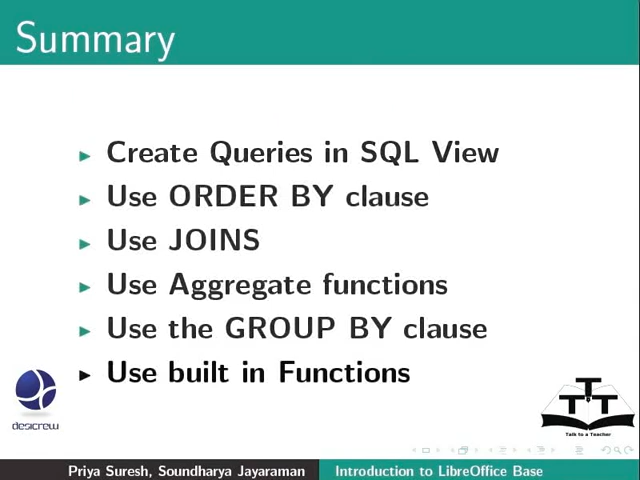 Summary
Create Queries in SQL View
Use ORDER BY clause
Use JOINS
Use Aggregate functions
Use the GROUP BY clause
Use built in Functions
desicrew
TTT
Talk to a Teacher
Priya Suresh, Soundharya Jayaraman Introduction to LibreOffice Base